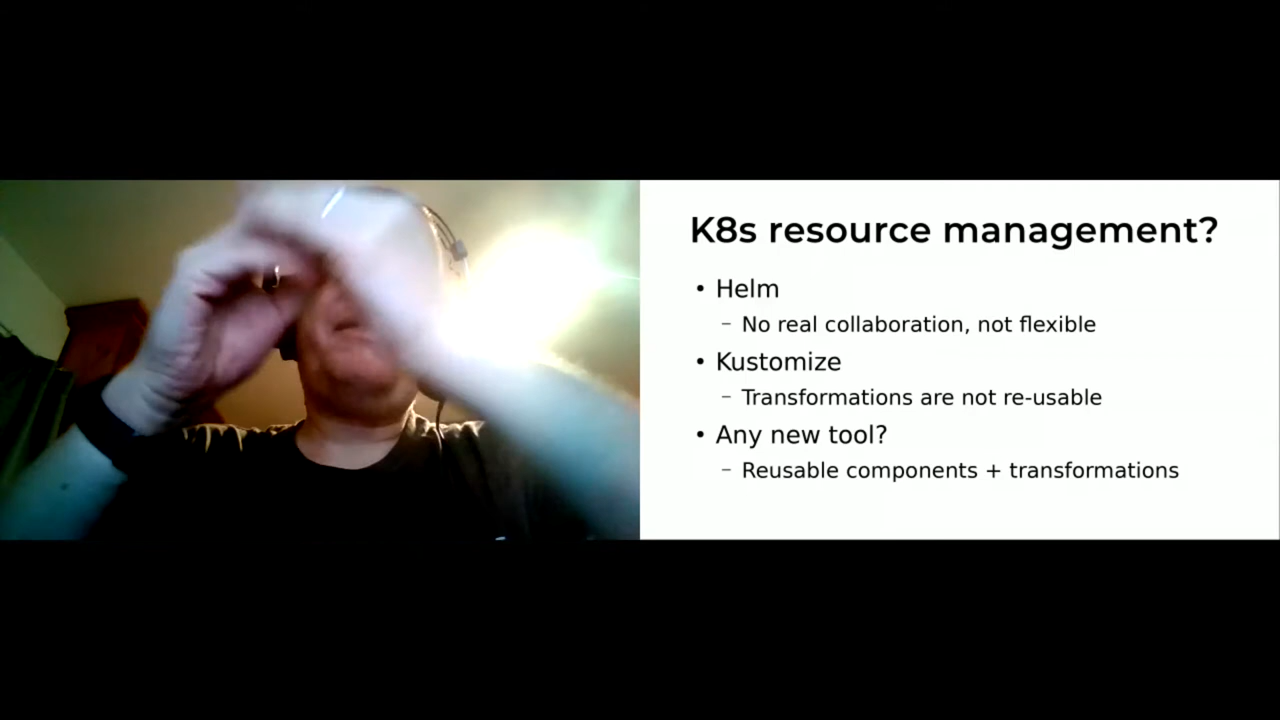 K8s resource management?
• Helm
– No real collaboration, not flexible
• Kustomize
– Transformations are not re-usable
• Any new tool?
– Reusable components + transformations